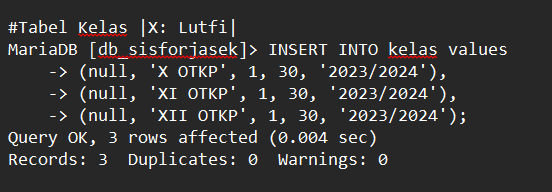 #Tabel Kelas |X: Lutfi|
MariaDB [db_sisforjasek]> INSERT INTO kelas values
    -> (null, 'X OTKP', 1, 30, '2023/2024'),
    -> (null, 'XI OTKP', 1, 30, '2023/2024'),
    -> (null, 'XII OTKP', 1, 30, '2023/2024');
Query OK, 3 rows affected (0.004 sec)
Records: 3  Duplicates: 0  Warnings: 0